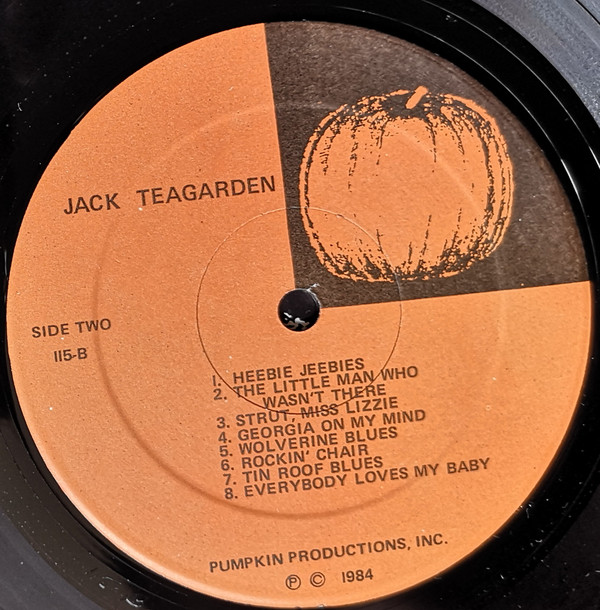 JACK TEAGARDEN
SIDE TWO
115-B
1. HEEBIE JEEBIES
2. THE LITTLE MAN WHO
WASN'T THERE
3. STRUT, MISS LIZZIE
4. GEORGIA ON MY MIND
5. WOLVERINE BLUES
6. ROCKIN' CHAIR
7. TIN ROOF BLUES
8. EVERYBODY LOVES MY BABY
PUMPKIN PRODUCTIONS, INC.
℗ © 1984